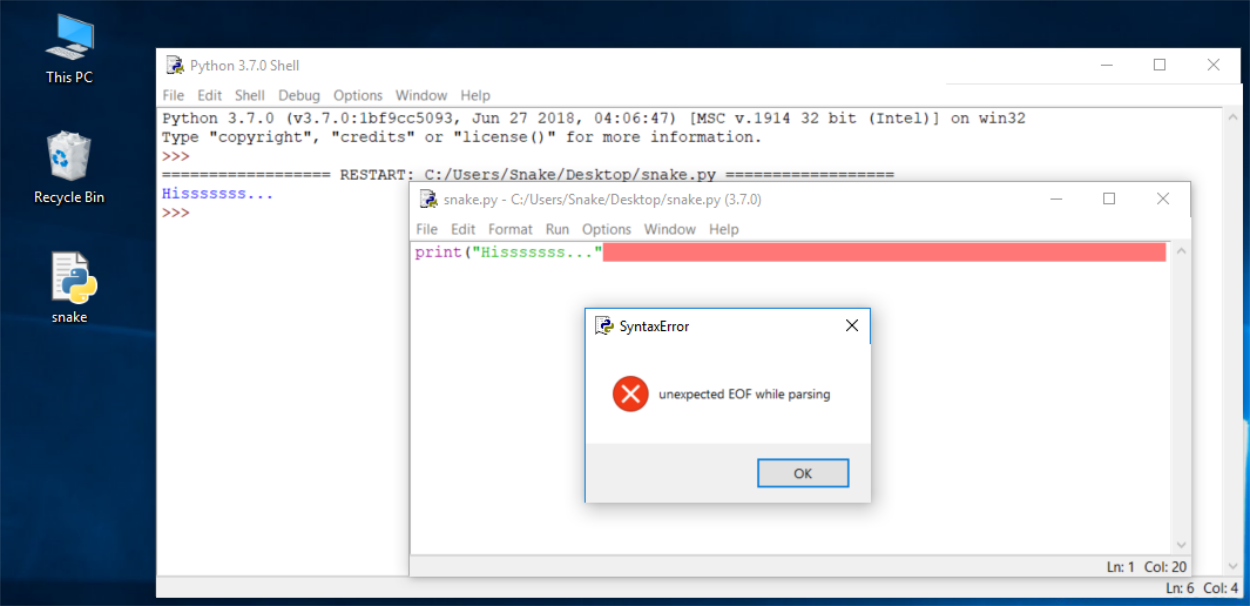 This PC
Recycle Bin
snake
Python 3.7.0 Shell
File Edit Shell Debug Options Window Help
Python 3.7.0 (v3.7.0:1bf9cc5093, Jun 27 2018, 04:06:47) [MSC v.1914 32 bit (Intel)] on win32
Type "copyright", "credits" or "license()" for more information.
>>>
================== RESTART: C:/Users/Snake/Desktop/snake.py ==================
Hisssssss...
>>>
snake.py - C:/Users/Snake/Desktop/snake.py (3.7.0)
File Edit Format Run Options Window Help
print("Hisssssss..."
SyntaxError
unexpected EOF while parsing
OK
Ln: 1 Col: 20
Ln: 6 Col: 4